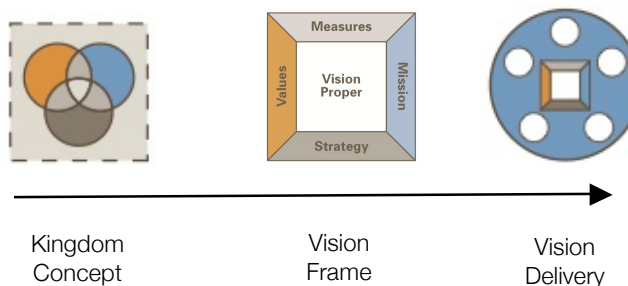 Measures
Values
Vision
Proper
Mission
Strategy
Kingdom
Concept
Vision
Frame
Vision
Delivery